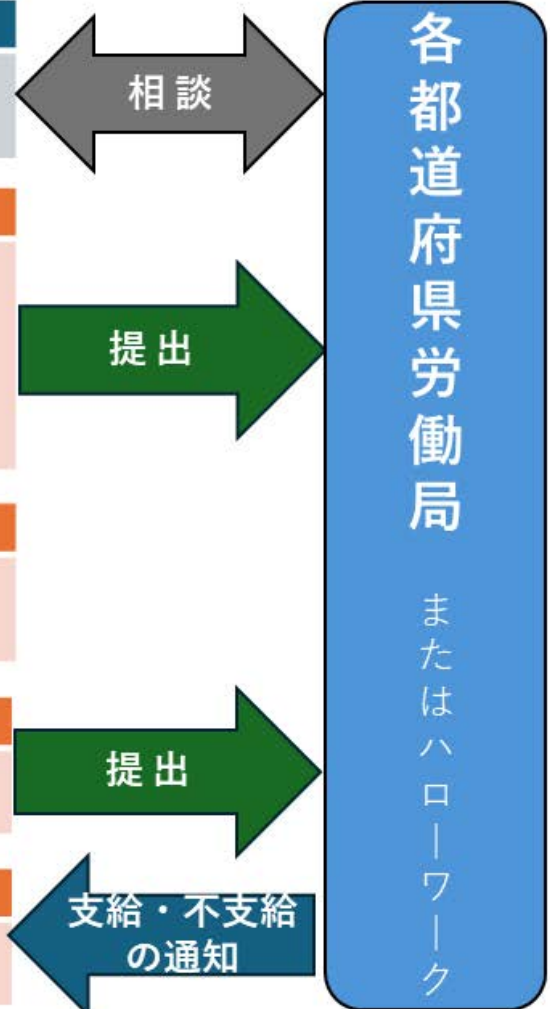 相談
提出
提出
支給・不支給
の通知
各都道府県労働局 またはハローワーク